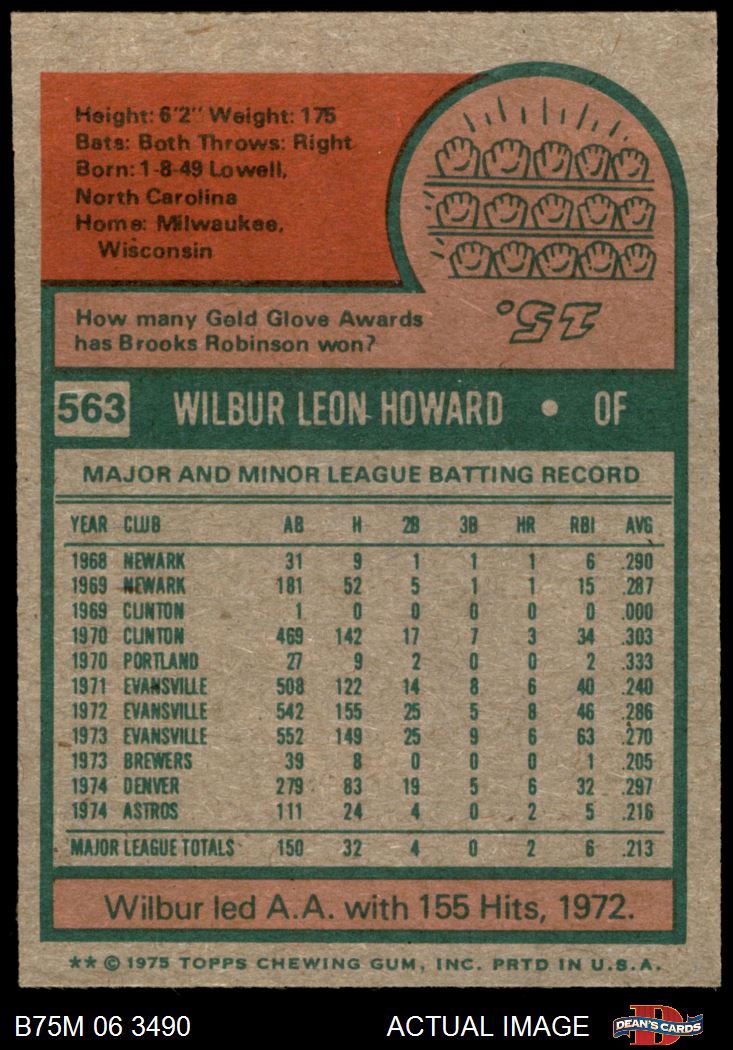 Height: 6'2" Weight: 175
Bats: Both Throws: Right
Born: 1-8-49 Lowell,
North Carolina
Home: Milwaukee,
Wisconsin
How many Gold Glove Awards
has Brooks Robinson won?
15.
563 WILBUR LEON HOWARD • OF
MAJOR AND MINOR LEAGUE BATTING RECORD
YEAR CLUB AB H 2B 3B HR RBI AVG
1968 NEWARK 31 9 1 1 1 6 .290
1969 NEWARK 181 52 5 1 1 15 .287
1969 CLINTON 1 0 0 0 0 0 .000
1970 CLINTON 469 142 17 7 3 34 .303
1970 PORTLAND 27 9 2 0 0 2 .333
1971 EVANSVILLE 508 122 14 8 6 40 .240
1972 EVANSVILLE 542 155 25 5 8 46 .286
1973 EVANSVILLE 552 149 25 9 6 63 .270
1973 BREWERS 39 8 0 0 0 1 .205
1974 DENVER 279 83 19 5 6 32 .297
1974 ASTROS 111 24 4 0 2 5 .216
MAJOR LEAGUE TOTALS 150 32 4 0 2 6 .213
Wilbur led A.A. with 155 Hits, 1972.
** © 1975 TOPPS CHEWING GUM, INC. PRTD IN U.S.A.
B75M 06 3490 ACTUAL IMAGE D DEAN'S CARDS